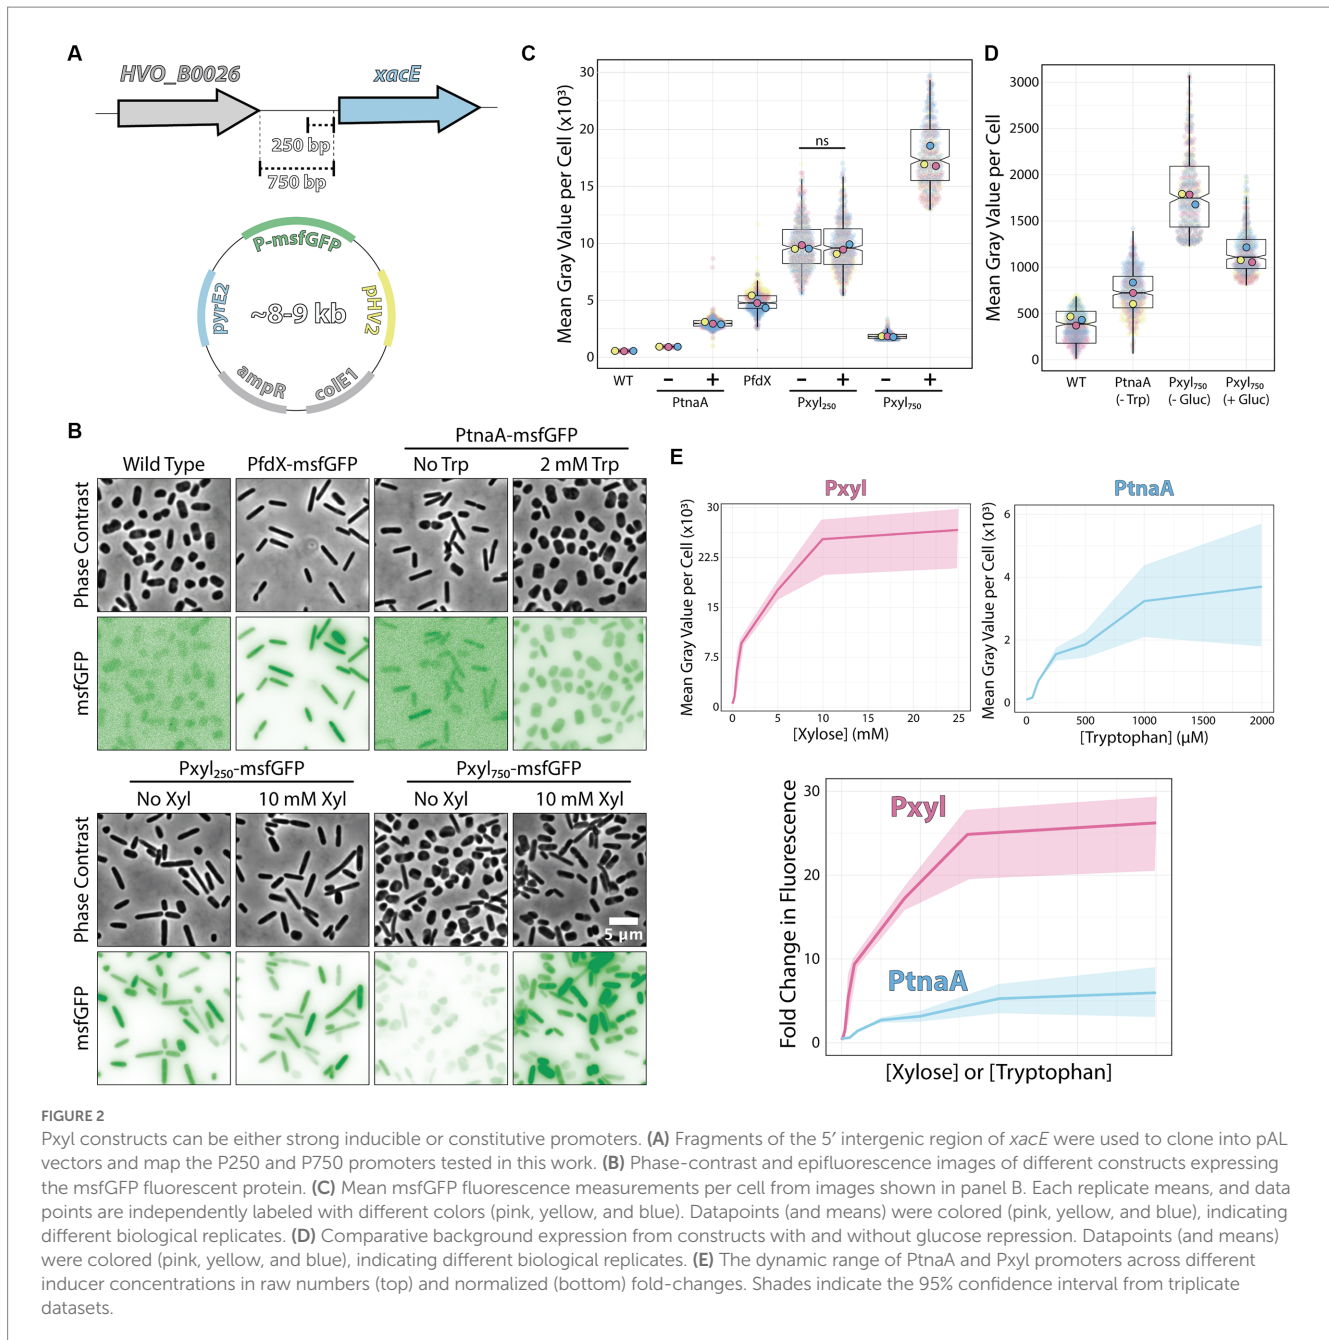 A
HVO_B0026
xacE
250 bp
750 bp
P-msfGFP
pyrE2
~8-9 kb
pHV2
ampR
colE1
B
PtnaA-msfGFP
Wild Type
PfdX-msfGFP
No Trp
2 mM Trp
Phase Contrast
msfGFP
Pxyl₂₅₀-msfGFP
Pxyl₇₅₀-msfGFP
No Xyl
10 mM Xyl
No Xyl
10 mM Xyl
Phase Contrast
5 μm
msfGFP
C
Mean Gray Value per Cell (x10³)
30
25
20
15
10
5
0
ns
WT
−
+
PfdX
−
+
−
+
PtnaA
Pxyl₂₅₀
Pxyl₇₅₀
D
Mean Gray Value per Cell
3000
2500
2000
1500
1000
500
0
WT
PtnaA
(- Trp)
Pxyl₇₅₀
(- Gluc)
Pxyl₇₅₀
(+ Gluc)
E
Pxyl
Mean Gray Value per Cell (x10³)
30
22.5
15
7.5
0
0
5
10
15
20
25
[Xylose] (mM)
PtnaA
Mean Gray Value per Cell (x10³)
6
4
2
0
0
500
1000
1500
2000
[Tryptophan] (μM)
Fold Change in Fluorescence
30
20
10
0
Pxyl
PtnaA
[Xylose] or [Tryptophan]
FIGURE 2
Pxyl constructs can be either strong inducible or constitutive promoters. (A) Fragments of the 5′ intergenic region of xacE were used to clone into pAL
vectors and map the P250 and P750 promoters tested in this work. (B) Phase-contrast and epifluorescence images of different constructs expressing
the msfGFP fluorescent protein. (C) Mean msfGFP fluorescence measurements per cell from images shown in panel B. Each replicate means, and data
points are independently labeled with different colors (pink, yellow, and blue). Datapoints (and means) were colored (pink, yellow, and blue), indicating
different biological replicates. (D) Comparative background expression from constructs with and without glucose repression. Datapoints (and means)
were colored (pink, yellow, and blue), indicating different biological replicates. (E) The dynamic range of PtnaA and Pxyl promoters across different
inducer concentrations in raw numbers (top) and normalized (bottom) fold-changes. Shades indicate the 95% confidence interval from triplicate
datasets.